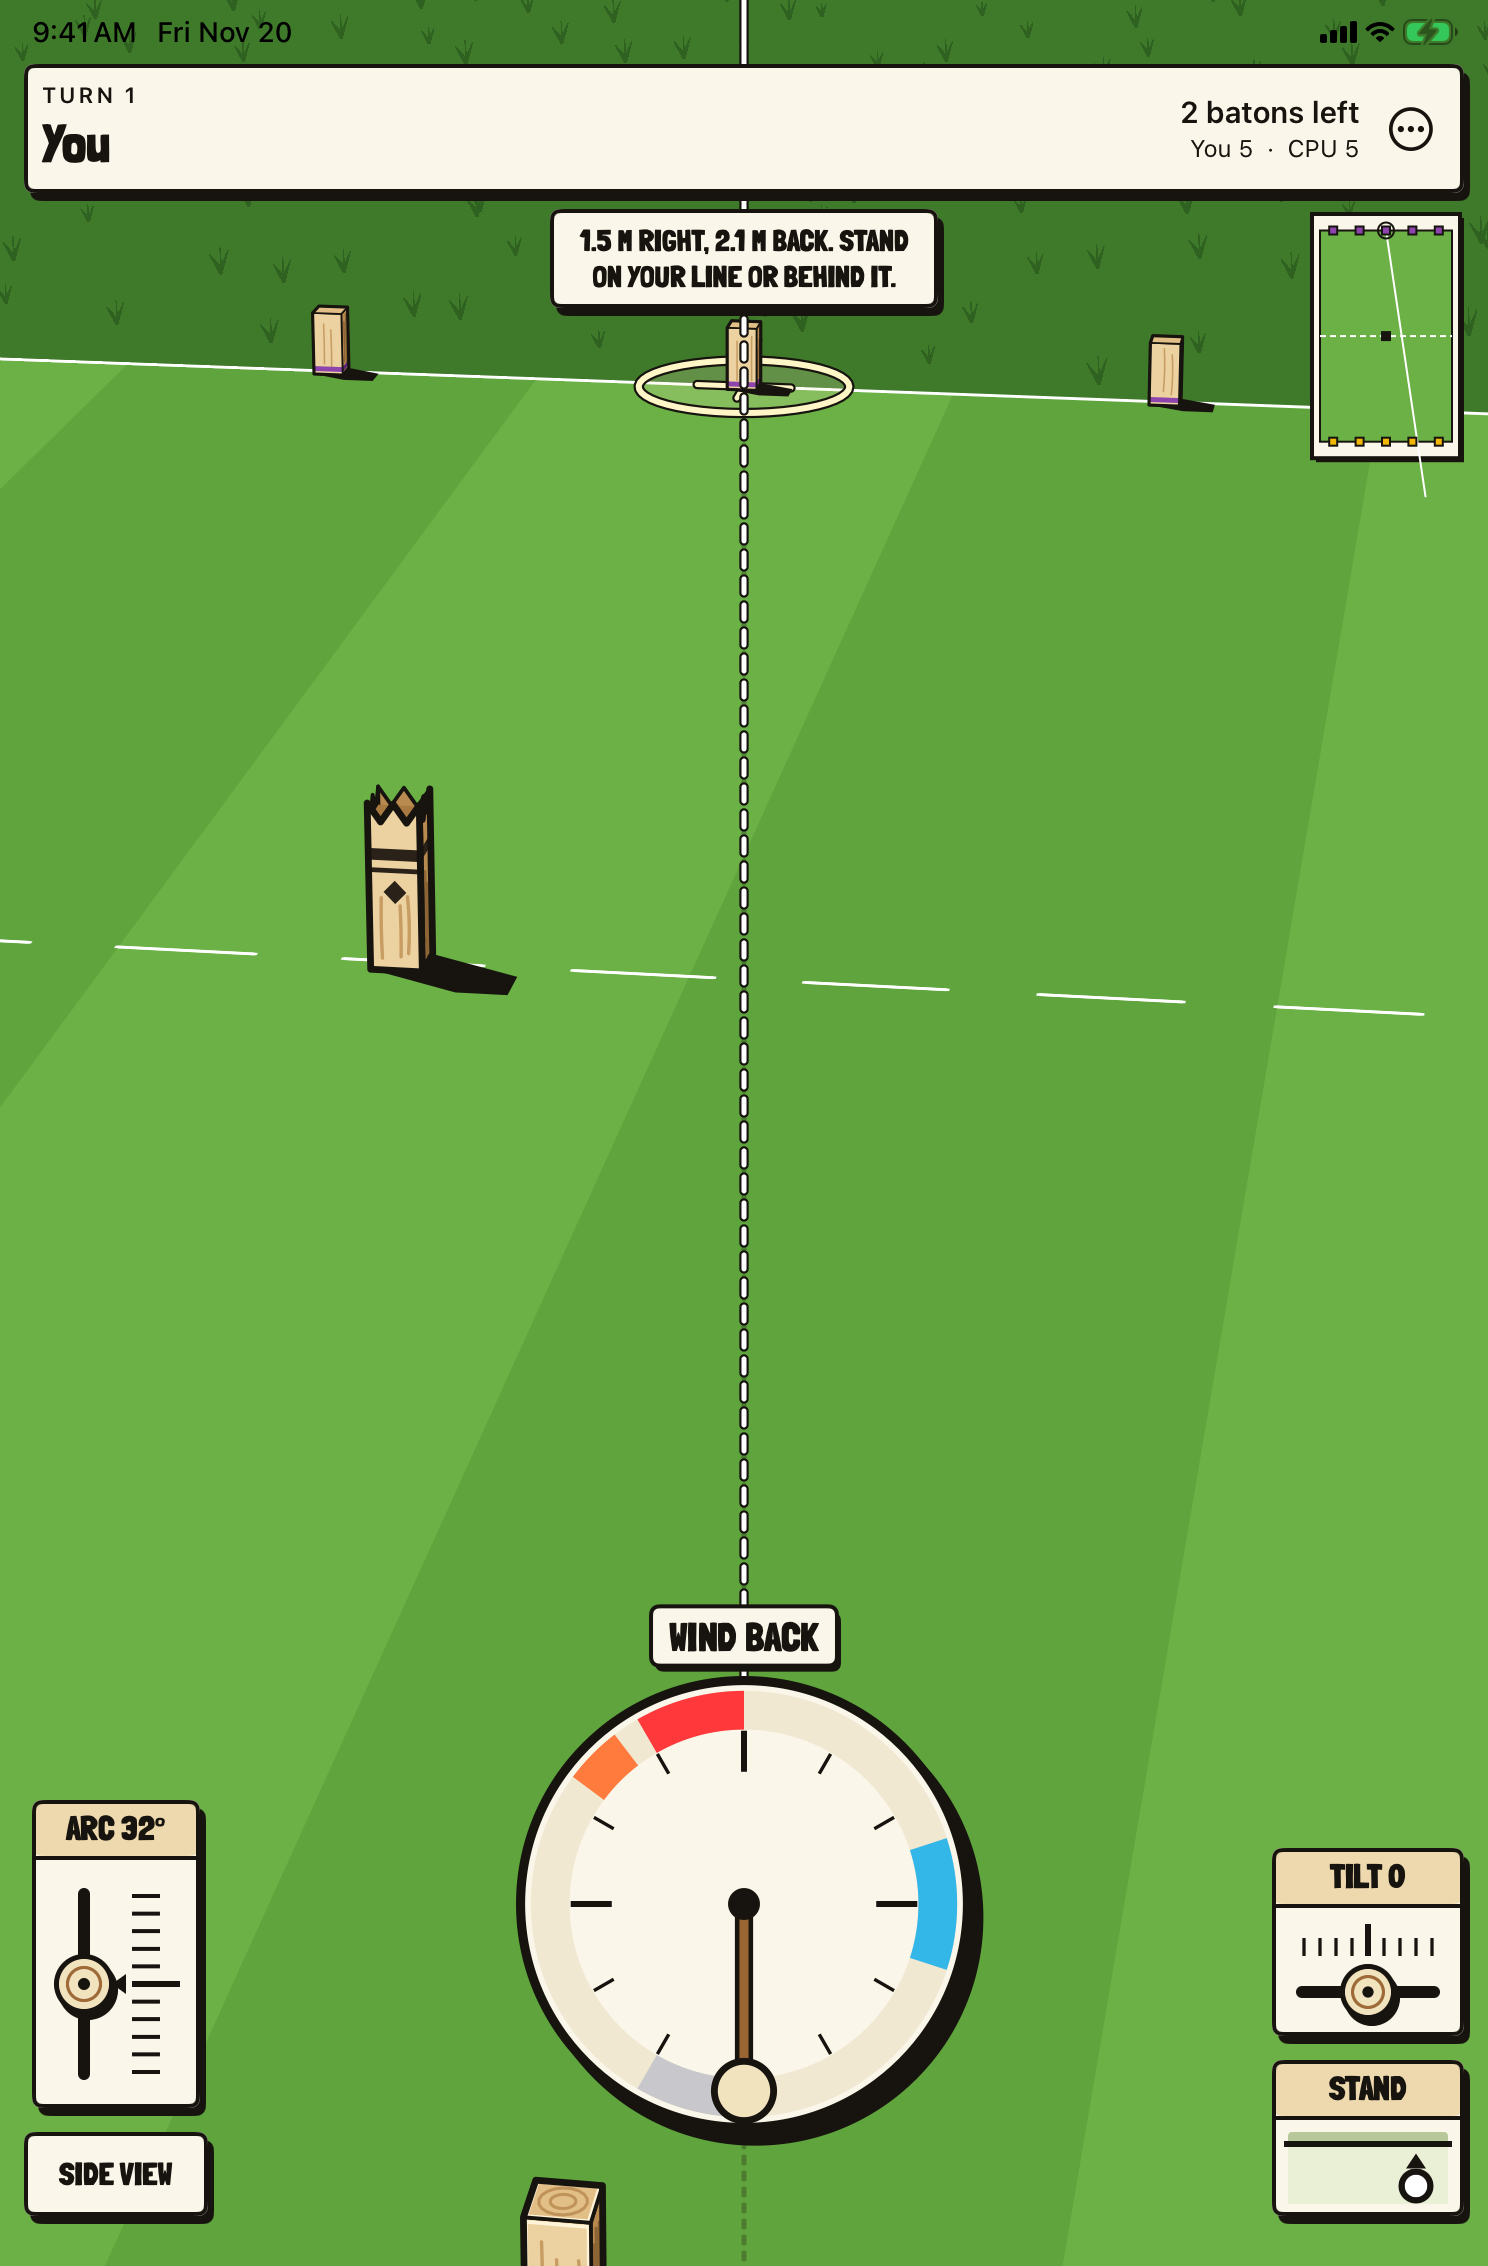 9:41 AM Fri Nov 20
TURN 1
You
2 batons left
You 5 · CPU 5
1.5 M RIGHT, 2.1 M BACK. STAND
ON YOUR LINE OR BEHIND IT.
WIND BACK
ARC 32°
TILT 0
STAND
SIDE VIEW